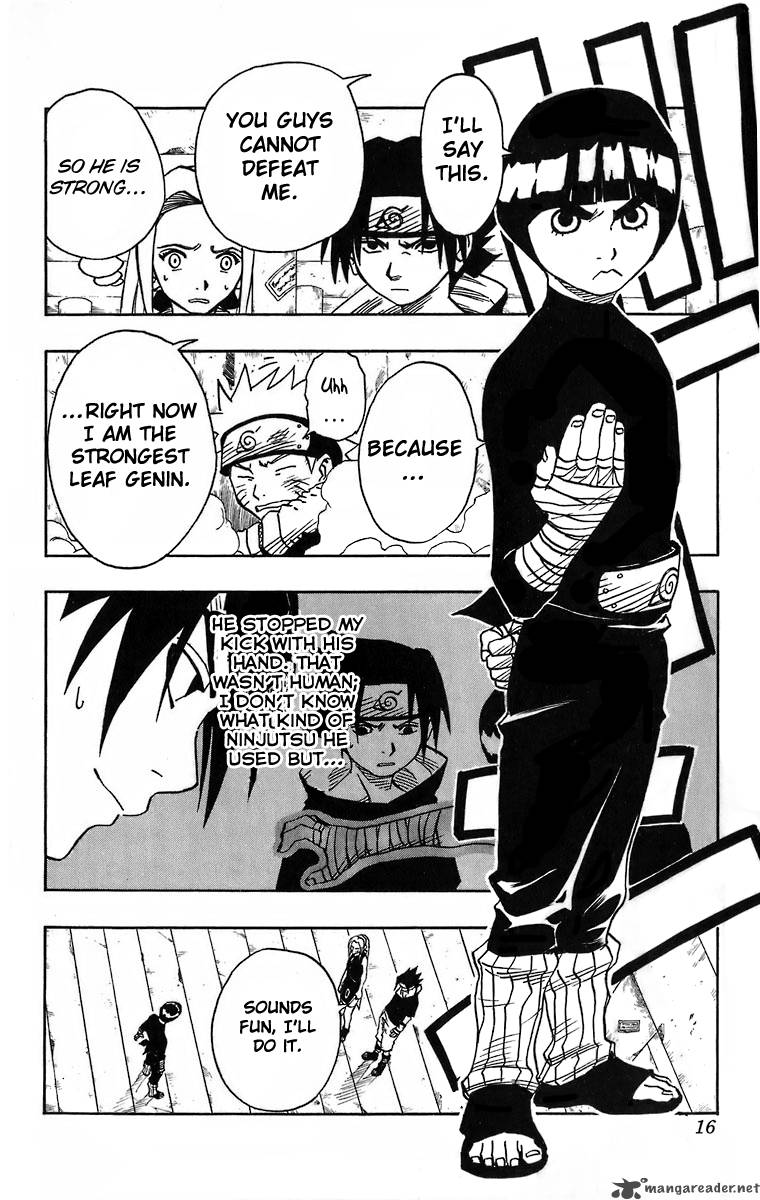 I'LL
SAY
THIS.
YOU GUYS
CANNOT
DEFEAT
ME.
SO HE IS
STRONG...
BECAUSE
...
Uhh
...
...RIGHT NOW
I AM THE
STRONGEST
LEAF GENIN.
HE STOPPED MY
KICK WITH HIS
HAND. THAT
WASN'T HUMAN;
I DON'T KNOW
WHAT KIND OF
NINJUTSU HE
USED BUT...
SOUNDS
FUN, I'LL
DO IT.
16
mangareader.net